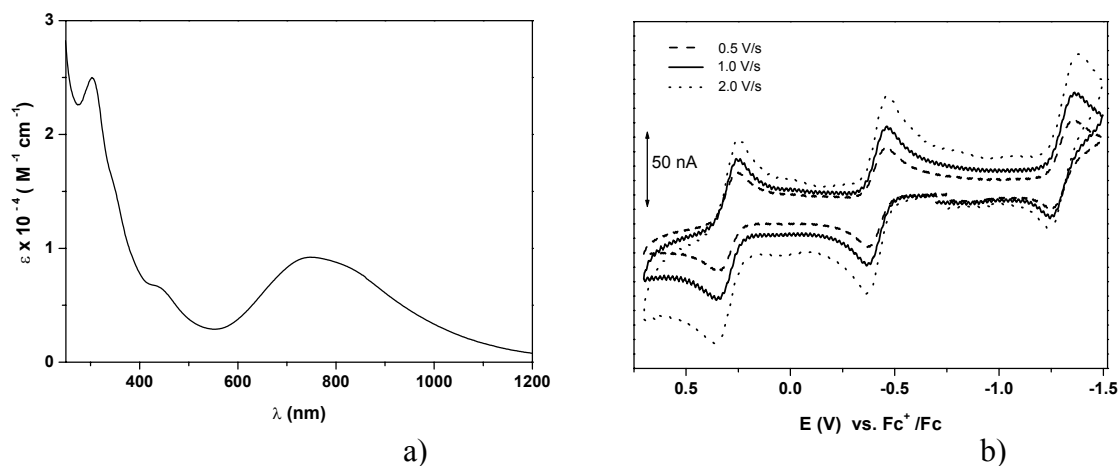 3
2
1
0
ε x 10⁻⁴ ( M⁻¹ cm⁻¹)
400 600 800 1000 1200
λ (nm)
a)
0.5 V/s
1.0 V/s
2.0 V/s
50 nA
0.5 0.0 -0.5 -1.0 -1.5
E (V) vs. Fc⁺ /Fc
b)